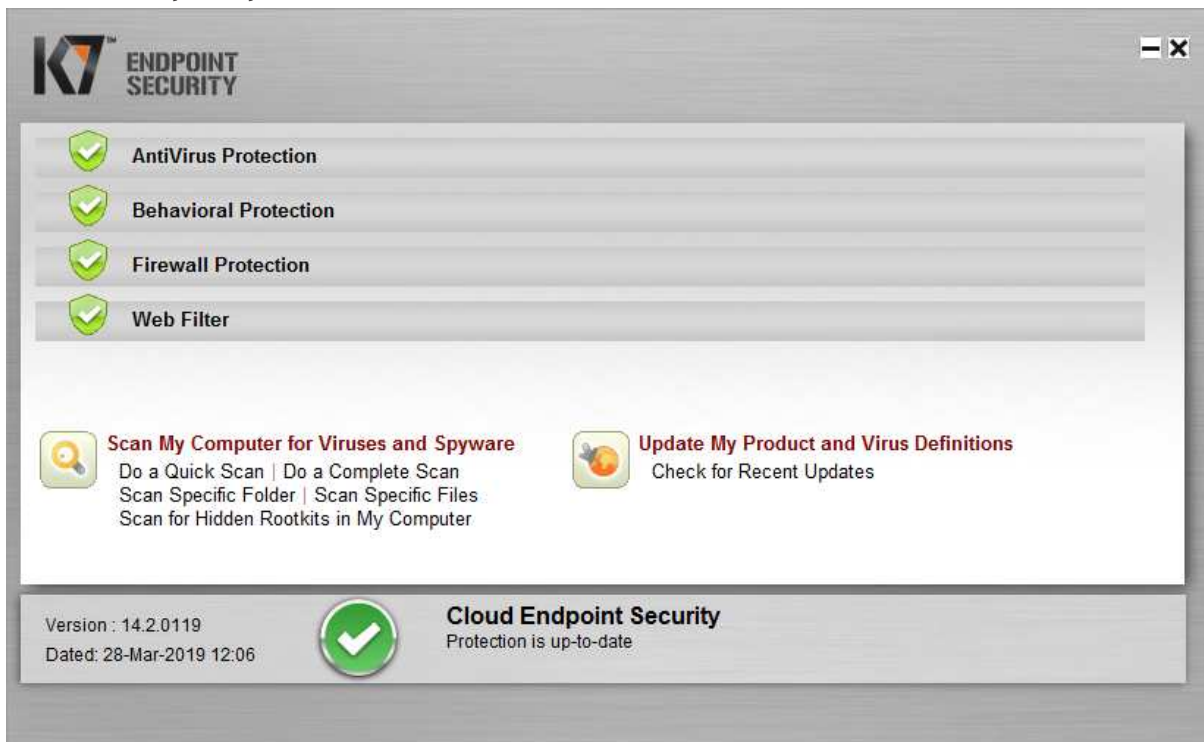 K7™ ENDPOINT
SECURITY
AntiVirus Protection
Behavioral Protection
Firewall Protection
Web Filter
Scan My Computer for Viruses and Spyware
Do a Quick Scan | Do a Complete Scan
Scan Specific Folder | Scan Specific Files
Scan for Hidden Rootkits in My Computer
Update My Product and Virus Definitions
Check for Recent Updates
Version : 14.2.0119
Dated: 28-Mar-2019 12:06
Cloud Endpoint Security
Protection is up-to-date